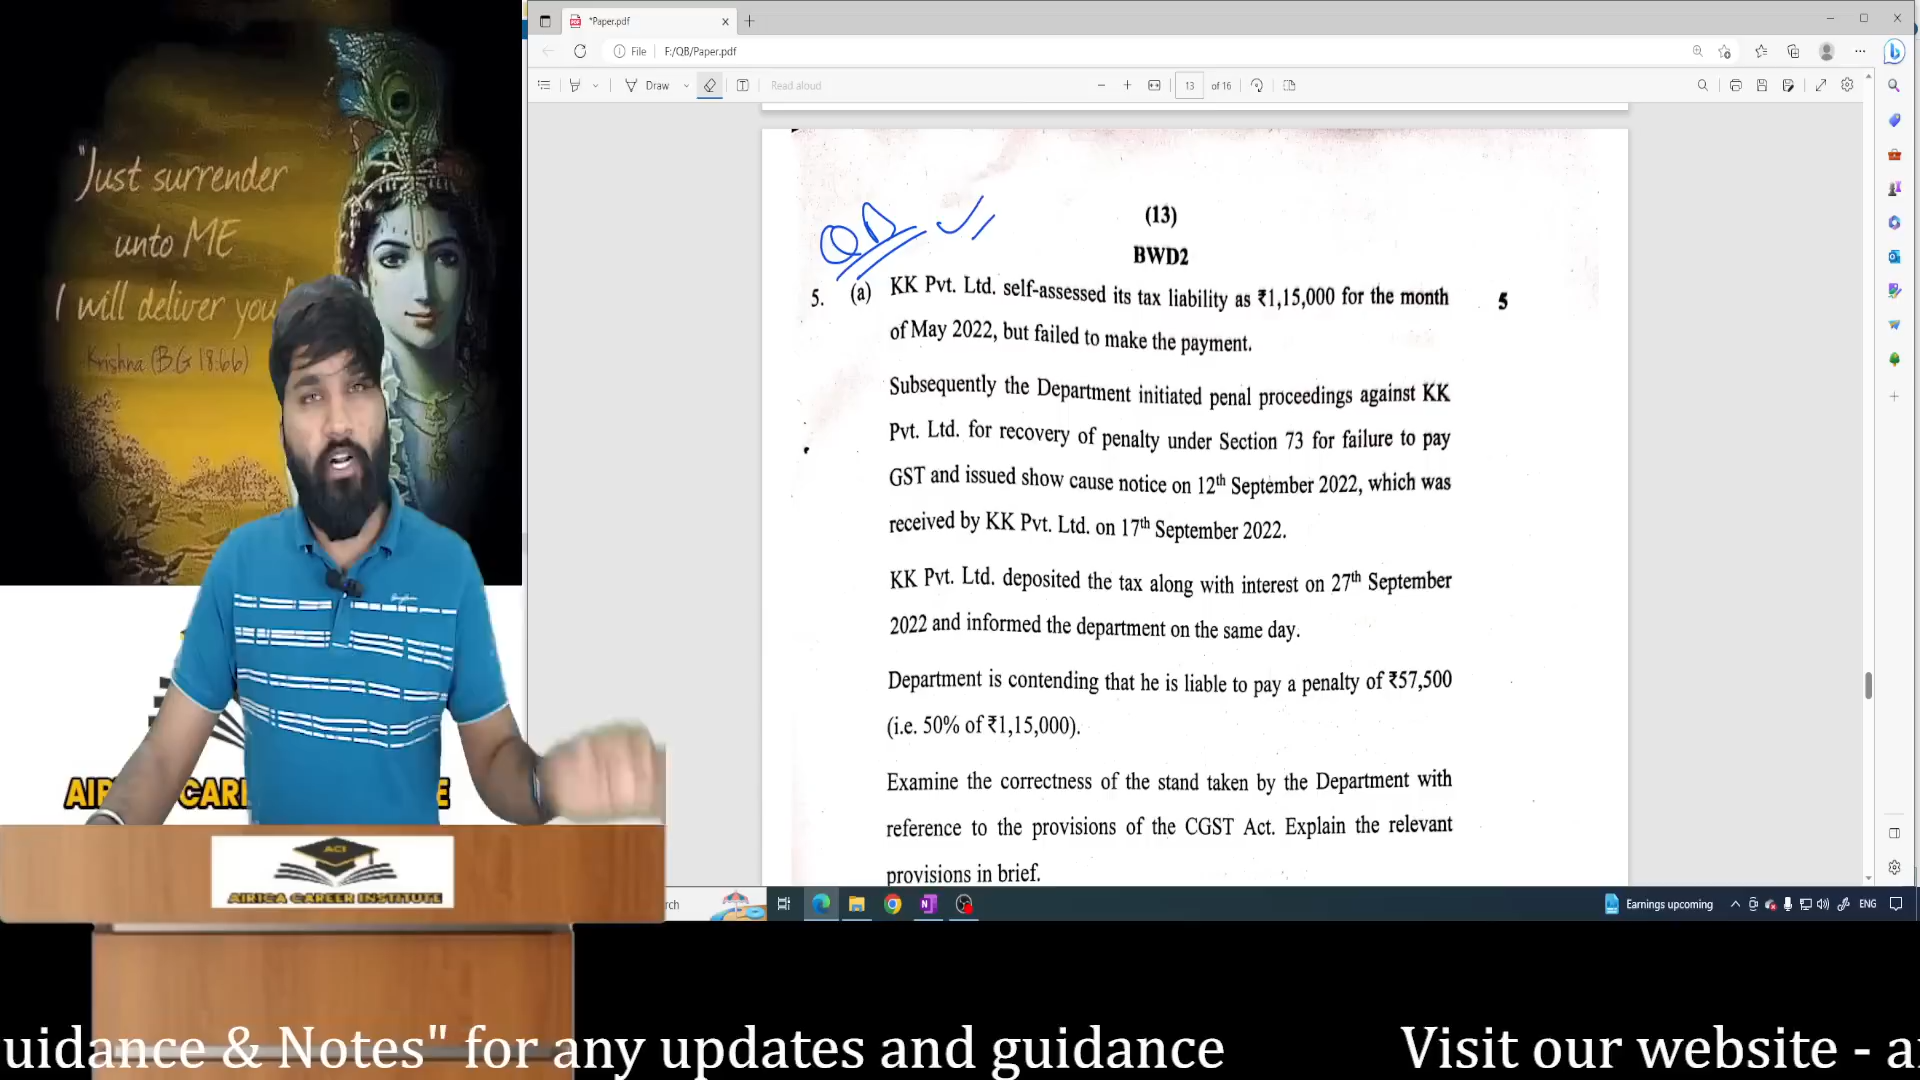 "Just surrender
unto ME
I will deliver you"
Krishna (B.G 18:66)
ACI
AIRICA CAREER INSTITUTE
*Paper.pdf
File
F:/QB/Paper.pdf
Draw
Read aloud
13
of 16
QB
(13)
BWD2
5. (a) KK Pvt. Ltd. self-assessed its tax liability as ₹1,15,000 for the month 5
of May 2022, but failed to make the payment.
Subsequently the Department initiated penal proceedings against KK
Pvt. Ltd. for recovery of penalty under Section 73 for failure to pay
GST and issued show cause notice on 12th September 2022, which was
received by KK Pvt. Ltd. on 17th September 2022.
KK Pvt. Ltd. deposited the tax along with interest on 27th September
2022 and informed the department on the same day.
Department is contending that he is liable to pay a penalty of ₹57,500
(i.e. 50% of ₹1,15,000).
Examine the correctness of the stand taken by the Department with
reference to the provisions of the CGST Act. Explain the relevant
provisions in brief.
rch
Earnings upcoming
ENG
uidance & Notes" for any updates and guidance
Visit our website - a